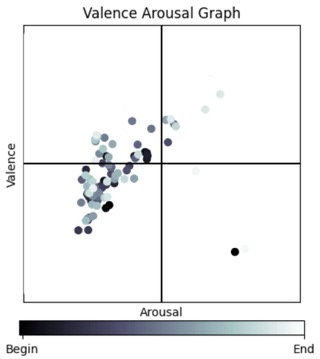 Valence Arousal Graph
Valence
Arousal
Begin End